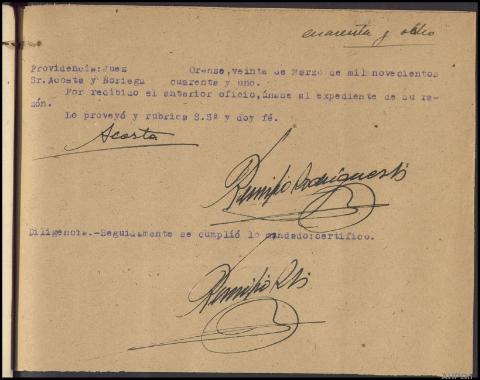 cuarenta y ocho
Providencia:Juez Orense,veinte de Marzo de mil novecientos
Sr.Acosta y Noriega cuarenta y uno.
Por recibido el anterior oficio,únase al expediente de su ra-
zón.
Lo proveyó y rubrica S.Sª y doy fé.
Acosta
Remigio
Diligencia.-Seguidamente se cumplió lo mandado:certifico.
Remigio